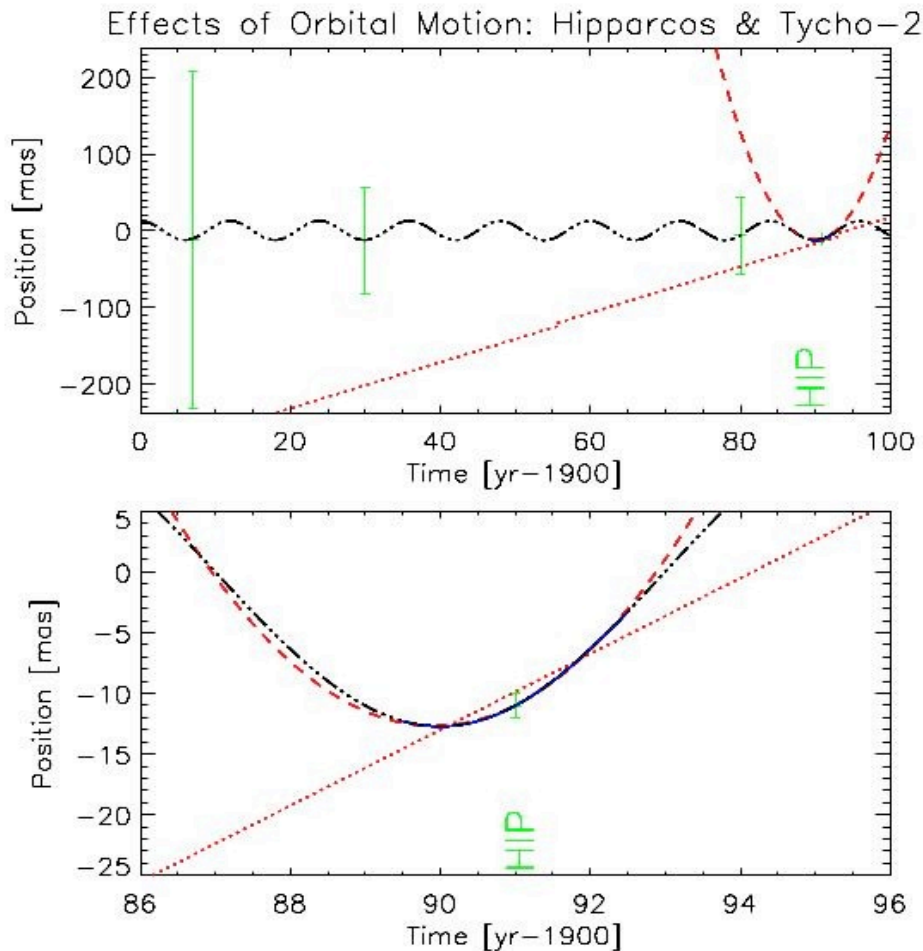 Effects of Orbital Motion: Hipparcos & Tycho-2
Position [mas]
200
100
0
-100
-200
HIP
0 20 40 60 80 100
Time [yr-1900]
Position [mas]
5
0
-5
-10
-15
-20
-25
HIP
86 88 90 92 94 96
Time [yr-1900]